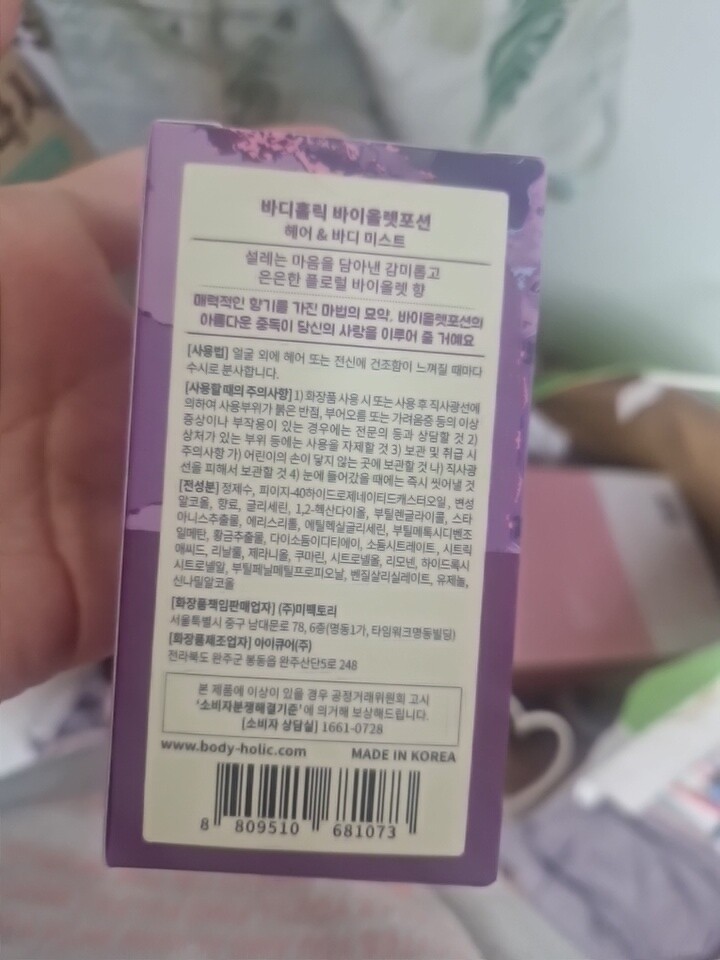 바디홀릭 바이올렛포션
헤어 & 바디 미스트
설레는 마음을 담아낸 감미롭고
은은한 플로럴 바이올렛 향
매력적인 향기를 가진 마법의 묘약, 바이올렛포션의
아름다운 중독이 당신의 사랑을 이루어 줄 거예요
[사용법] 얼굴 외에 헤어 또는 전신에 건조함이 느껴질 때마다
수시로 분사합니다.
[사용할 때의 주의사항] 1) 화장품 사용 시 또는 사용 후 직사광선에
의하여 사용부위가 붉은 반점, 부어오름 또는 가려움증 등의 이상
증상이나 부작용이 있는 경우에는 전문의 등과 상담할 것 2)
상처가 있는 부위 등에는 사용을 자제할 것 3) 보관 및 취급 시
주의사항 가) 어린이의 손이 닿지 않는 곳에 보관할 것 나) 직사광
선을 피해서 보관할 것 4) 눈에 들어갔을 때에는 즉시 씻어낼 것
[전성분] 정제수, 피이지-40하이드로제네이티드캐스터오일, 변성
알코올, 향료, 글리세린, 1,2-헥산다이올, 부틸렌글라이콜, 스타
아니스추출물, 에리스리톨, 에틸헥실글리세린, 부틸메톡시디벤조
일메탄, 황금추출물, 다이소듐이디티에이, 소듐시트레이트, 시트릭
애씨드, 리날룰, 제라니올, 쿠마린, 시트로넬올, 리모넨, 하이드록시
시트로넬알, 부틸페닐메틸프로피오날, 벤질살리실레이트, 유제놀,
신나밀알코올
[화장품책임판매업자] (주)미팩토리
서울특별시 중구 남대문로 78, 6층(명동1가, 타임워크명동빌딩)
[화장품제조업자] 아이큐어(주)
전라북도 완주군 봉동읍 완주산단5로 248
본 제품에 이상이 있을 경우 공정거래위원회 고시
'소비자분쟁해결기준'에 의거해 보상해드립니다.
[소비자 상담실] 1661-0728
www.body-holic.com MADE IN KOREA
8 809510 681073